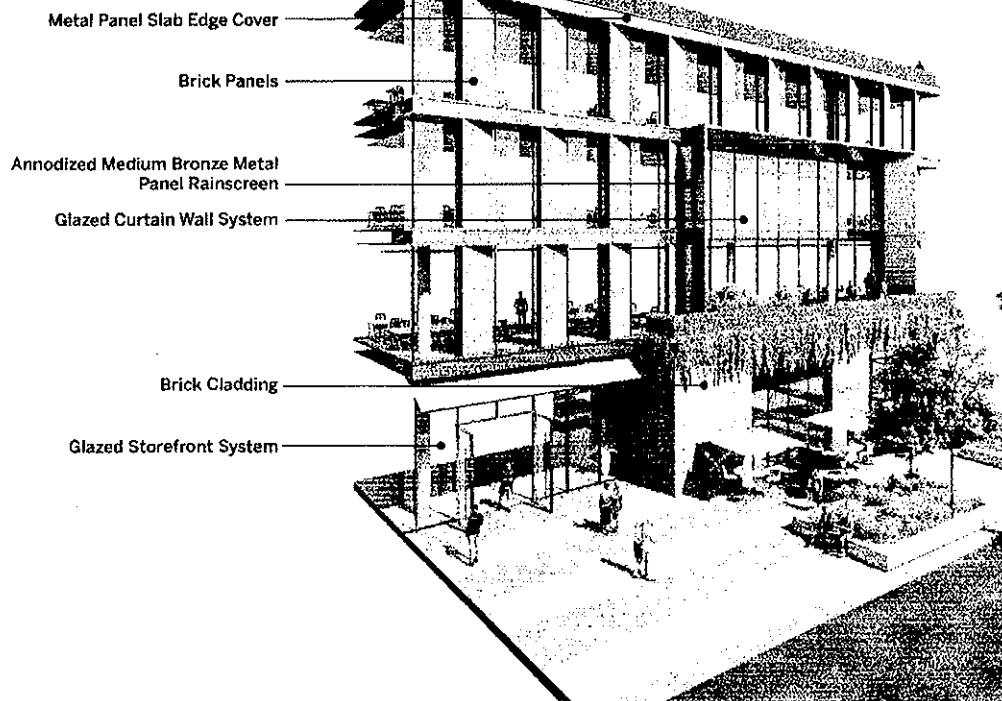 Metal Panel Slab Edge Cover
Brick Panels
Annodized Medium Bronze Metal
Panel Rainscreen
Glazed Curtain Wall System
Brick Cladding
Glazed Storefront System